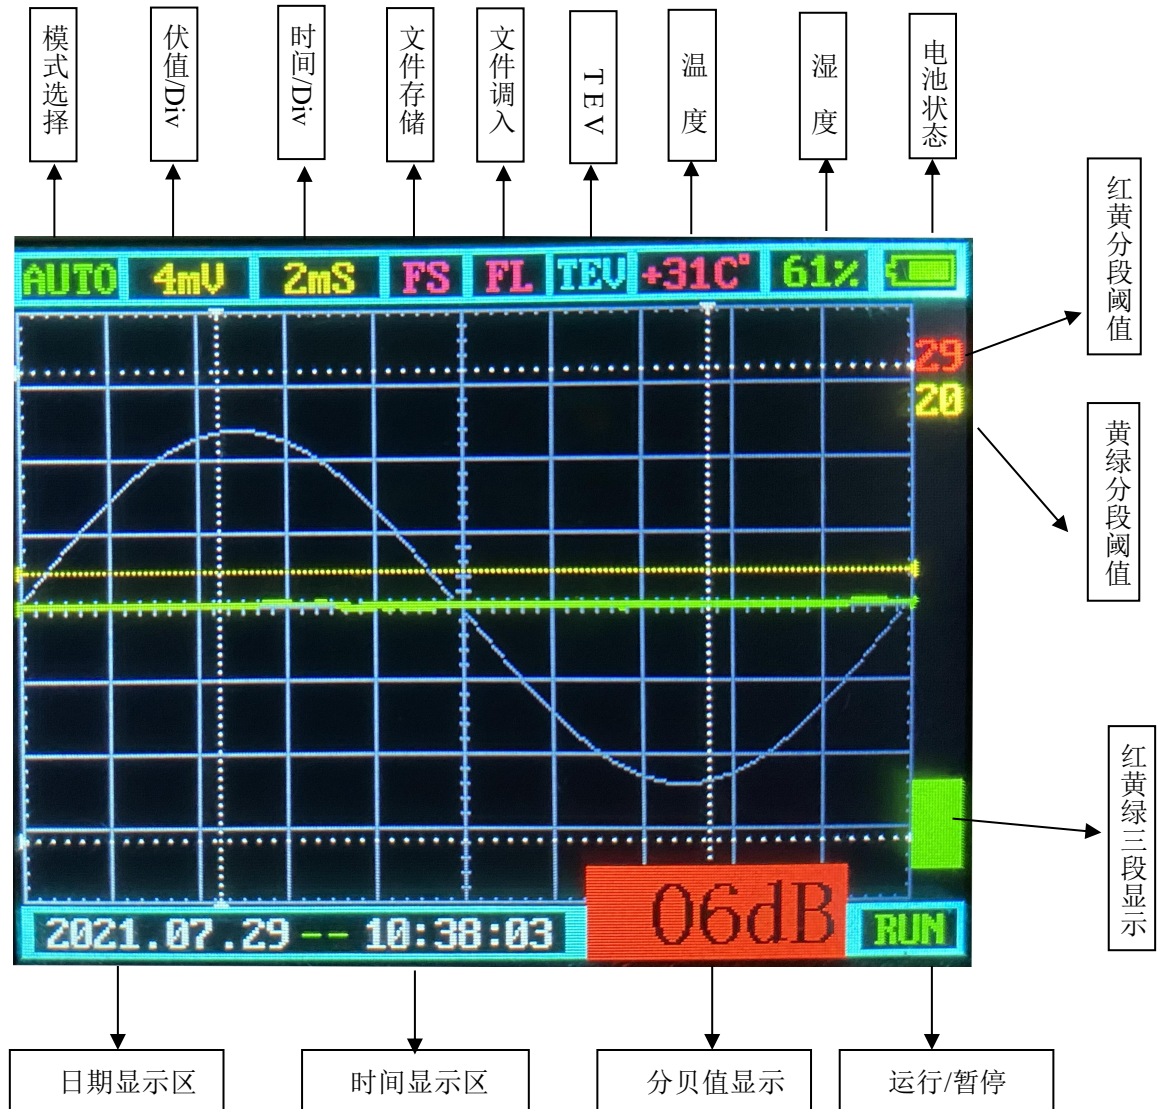 模式选择
伏值/Div
时间/Div
文件存储
文件调入
TEV
温度
湿度
电池状态
AUTO
4mV
2mS
FS
FL
TEV
+31C°
61%
红黄分段阈值
29
20
黄绿分段阈值
红黄绿三段显示
2021.07.29--10:38:03
06dB
RUN
日期显示区
时间显示区
分贝值显示
运行/暂停